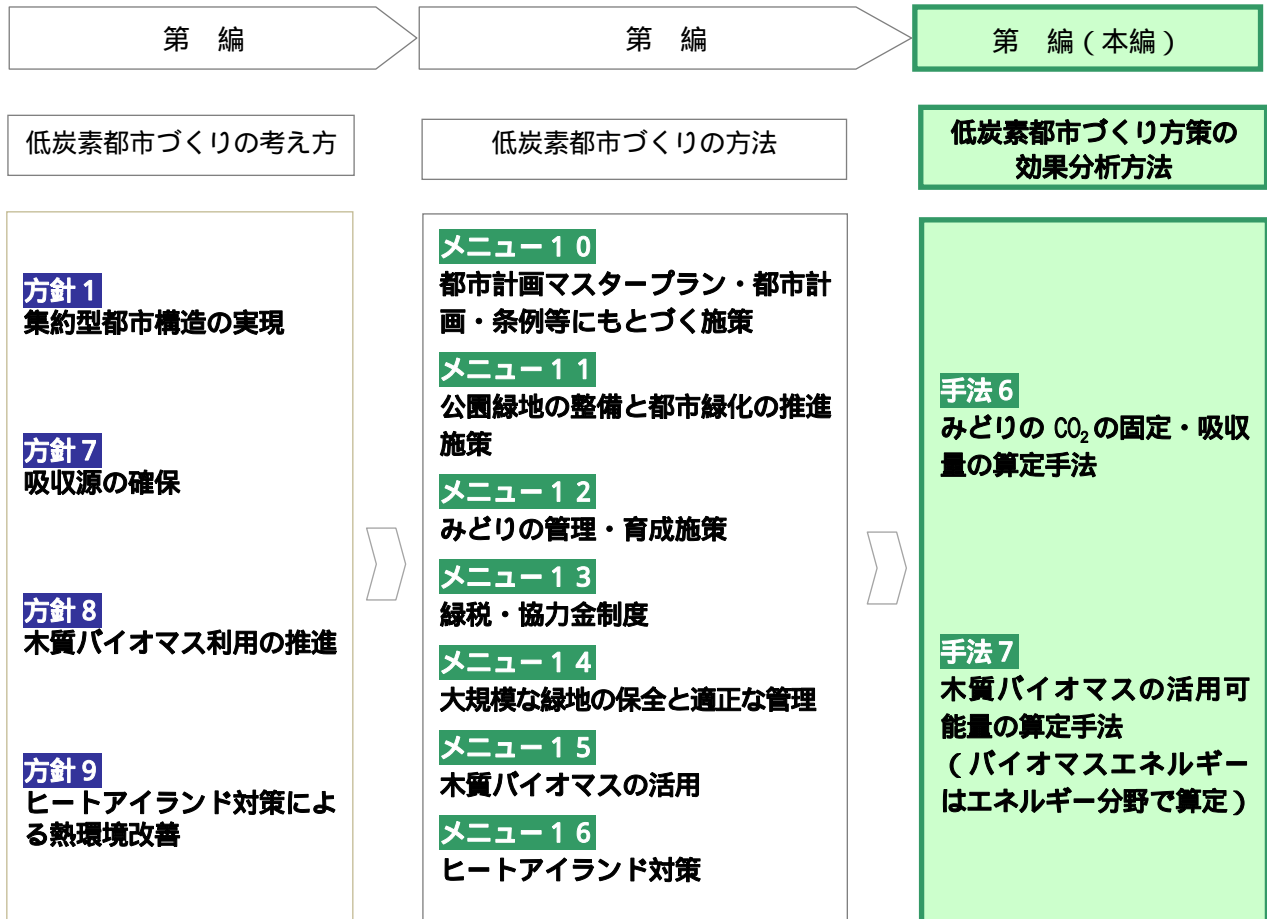 第　編
第　編
第　編（本編）
低炭素都市づくりの考え方
低炭素都市づくりの方法
低炭素都市づくり方策の
効果分析方法
方針１
集約型都市構造の実現
方針７
吸収源の確保
方針８
木質バイオマス利用の推進
方針９
ヒートアイランド対策によ
る熱環境改善
メニュー１０
都市計画マスタープラン・都市計
画・条例等にもとづく施策
メニュー１１
公園緑地の整備と都市緑化の推進
施策
メニュー１２
みどりの管理・育成施策
メニュー１３
緑税・協力金制度
メニュー１４
大規模な緑地の保全と適正な管理
メニュー１５
木質バイオマスの活用
メニュー１６
ヒートアイランド対策
手法６
みどりの CO₂の固定・吸収
量の算定手法
手法７
木質バイオマスの活用可
能量の算定手法
（バイオマスエネルギー
はエネルギー分野で算定）